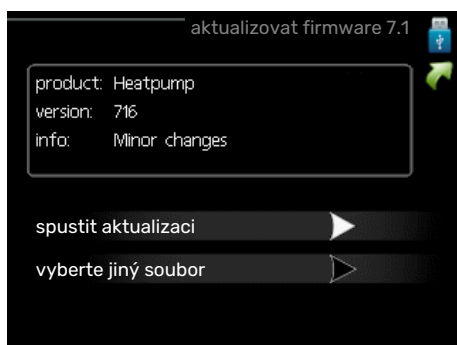 aktualizovat firmware 7.1
product: Heatpump
version: 716
info: Minor changes
spustit aktualizaci
vyberte jiný soubor